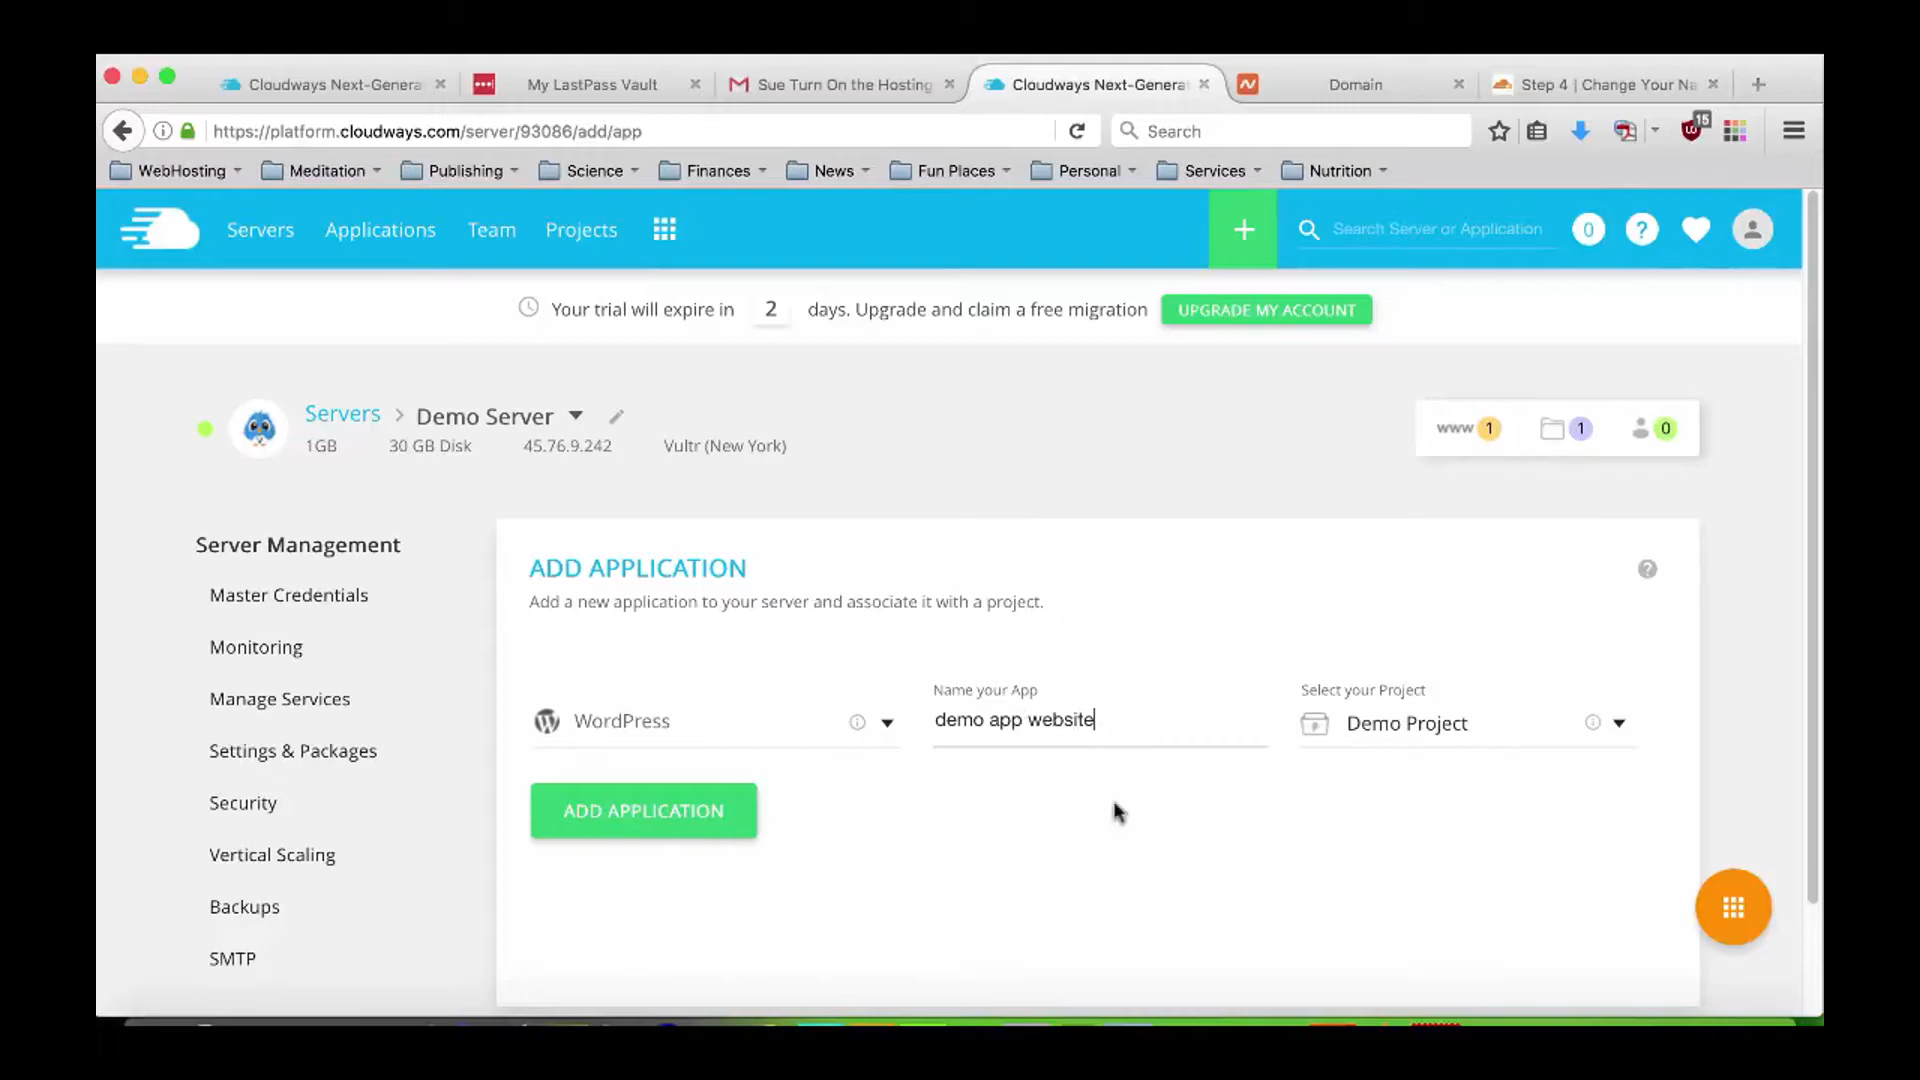 Cloudways Next-Genera
My LastPass Vault
Sue Turn On the Hosting
Cloudways Next-Genera
Domain
Step 4 | Change Your Na
https://platform.cloudways.com/server/93086/add/app
Search
15
WebHosting
Meditation
Publishing
Science
Finances
News
Fun Places
Personal
Services
Nutrition
Servers
Applications
Team
Projects
+
Search Server or Application
0
?
Your trial will expire in 2 days. Upgrade and claim a free migration
UPGRADE MY ACCOUNT
Servers > Demo Server
1GB
30 GB Disk
45.76.9.242
Vultr (New York)
www 1
1
0
Server Management
Master Credentials
Monitoring
Manage Services
Settings & Packages
Security
Vertical Scaling
Backups
SMTP
ADD APPLICATION
Add a new application to your server and associate it with a project.
WordPress
Name your App
demo app website
Select your Project
Demo Project
ADD APPLICATION